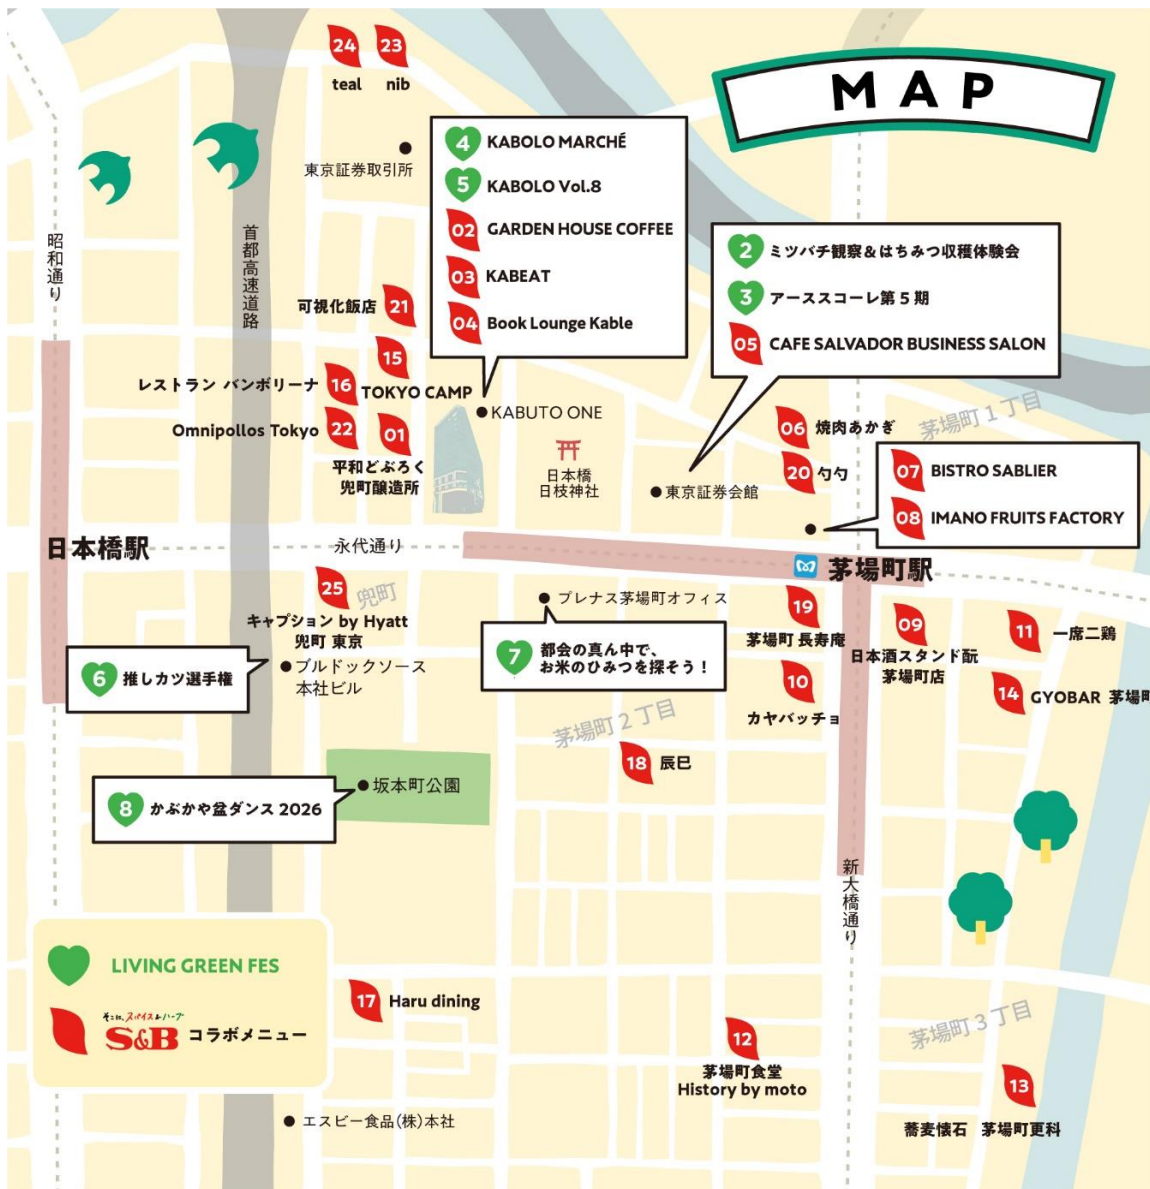 MAP
24
teal
23
nib
東京証券取引所
4 KABOLO MARCHÉ
5 KABOLO Vol.8
02 GARDEN HOUSE COFFEE
03 KABEAT
04 Book Lounge Kable
2 ミツバチ観察&はちみつ収穫体験会
3 アーススコーレ第5期
05 CAFE SALVADOR BUSINESS SALON
昭和通り
首都高速道路
可視化飯店 21
15
TOKYO CAMP
レストラン バンボリーナ 16
Omnipollos Tokyo 22
01
平和どぶろく
兜町醸造所
KABUTO ONE
日本橋
日枝神社
東京証券会館
06 焼肉あかぎ
20 勺勺
茅場町1丁目
07 BISTRO SABLIER
08 IMANO FRUITS FACTORY
日本橋駅
永代通り
茅場町駅
25
キャプション by Hyatt
兜町 東京
兜町
プレナス茅場町オフィス
7 都会の真ん中で、
お米のひみつを探そう！
19
茅場町 長寿庵
09
日本酒スタンド酛
茅場町店
11 一席二鶏
6 推しカツ選手権
ブルドックソース
本社ビル
10
カヤバッチョ
14 GYOBAR 茅場町
茅場町2丁目
18 辰巳
坂本町公園
8 かぶかや盆ダンス 2026
新大橋通り
LIVING GREEN FES
そこに、スパイス&ハーブ
S&B コラボメニュー
17 Haru dining
12
茅場町食堂
History by moto
茅場町3丁目
13
蕎麦懐石 茅場町更科
エスビー食品(株)本社